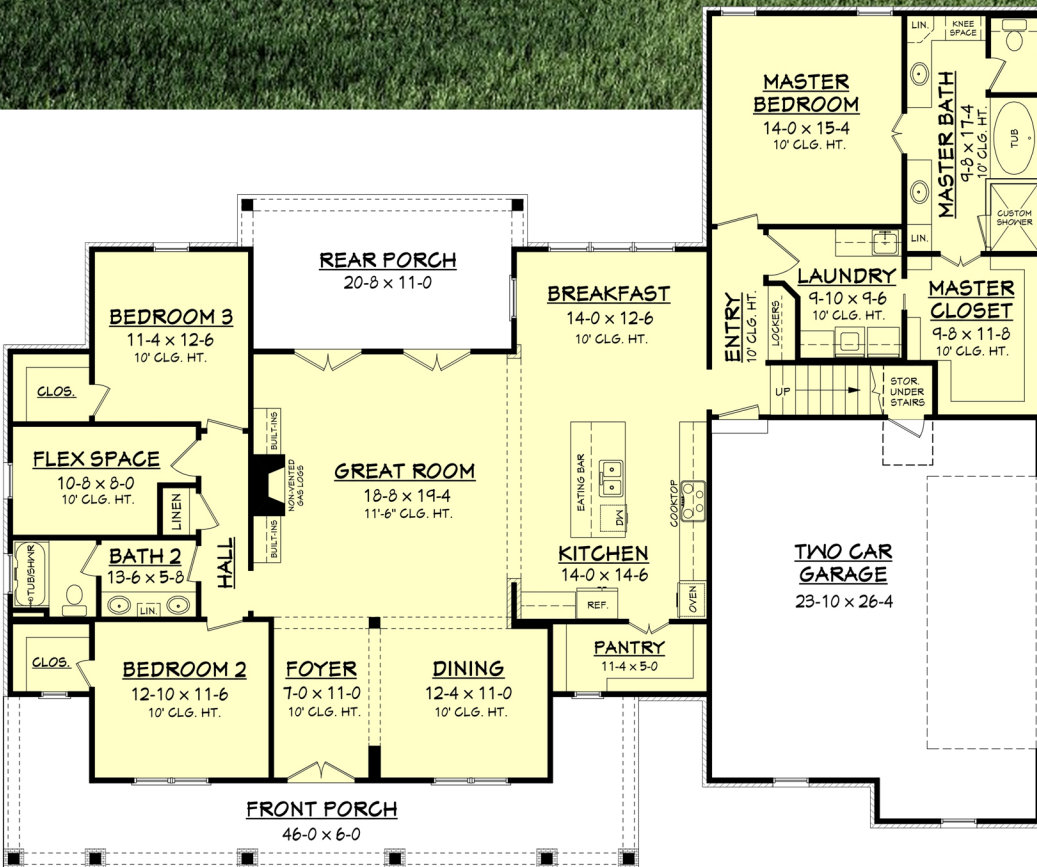 LIN.
KNEE
SPACE
MASTER
BEDROOM
14-0 x 15-4
10' CLG. HT.
MASTER BATH
9-8 x 17-4
10' CLG. HT.
TUB
CUSTOM
SHOWER
LIN.
REAR PORCH
20-8 x 11-0
BEDROOM 3
11-4 x 12-6
10' CLG. HT.
BREAKFAST
14-0 x 12-6
10' CLG. HT.
ENTRY
10' CLG. HT.
LOCKERS
LAUNDRY
9-10 x 9-6
10' CLG. HT.
MASTER
CLOSET
9-8 x 11-8
10' CLG. HT.
CLOS.
UP
STOR.
UNDER
STAIRS
FLEX SPACE
10-8 x 8-0
10' CLG. HT.
LINEN
BUILT-INS
NON-VENTED
GAS LOGS
BUILT-INS
GREAT ROOM
18-8 x 19-4
11'-6" CLG. HT.
EATING BAR
DW
COOKTOP
KITCHEN
14-0 x 14-6
REF.
OVEN
TWO CAR
GARAGE
23-10 x 26-4
TUB/SHWR
BATH 2
13-6 x 5-8
LIN.
HALL
CLOS.
BEDROOM 2
12-10 x 11-6
10' CLG. HT.
FOYER
7-0 x 11-0
10' CLG. HT.
DINING
12-4 x 11-0
10' CLG. HT.
PANTRY
11-4 x 5-0
FRONT PORCH
46-0 x 6-0